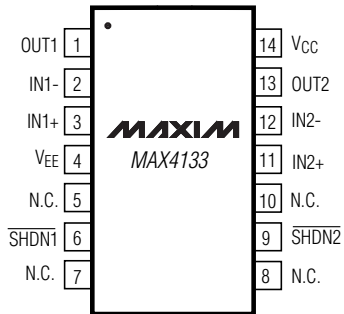 OUT1 1
IN1- 2
IN1+ 3
VEE 4
N.C. 5
SHDN1 6
N.C. 7
MAXIM
MAX4133
14 VCC
13 OUT2
12 IN2-
11 IN2+
10 N.C.
9 SHDN2
8 N.C.